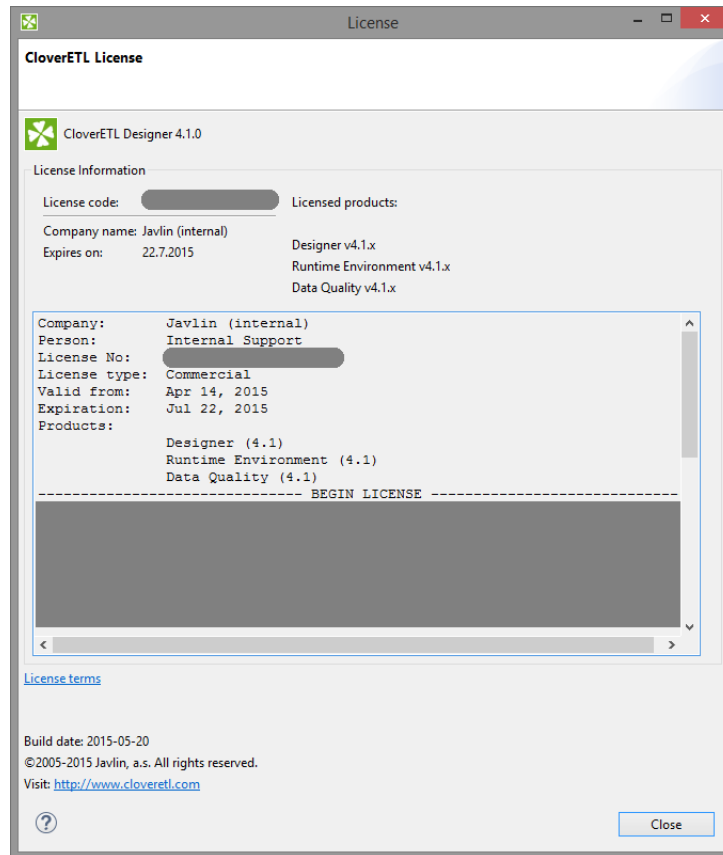 License
CloverETL License
CloverETL Designer 4.1.0
License Information
License code:
Licensed products:
Company name: Javlin (internal)
Expires on: 22.7.2015
Designer v4.1.x
Runtime Environment v4.1.x
Data Quality v4.1.x
Company: Javlin (internal)
Person: Internal Support
License No:
License type: Commercial
Valid from: Apr 14, 2015
Expiration: Jul 22, 2015
Products:
Designer (4.1)
Runtime Environment (4.1)
Data Quality (4.1)
------------------------------ BEGIN LICENSE ----------------------------
License terms
Build date: 2015-05-20
©2005-2015 Javlin, a.s. All rights reserved.
Visit: http://www.cloveretl.com
Close